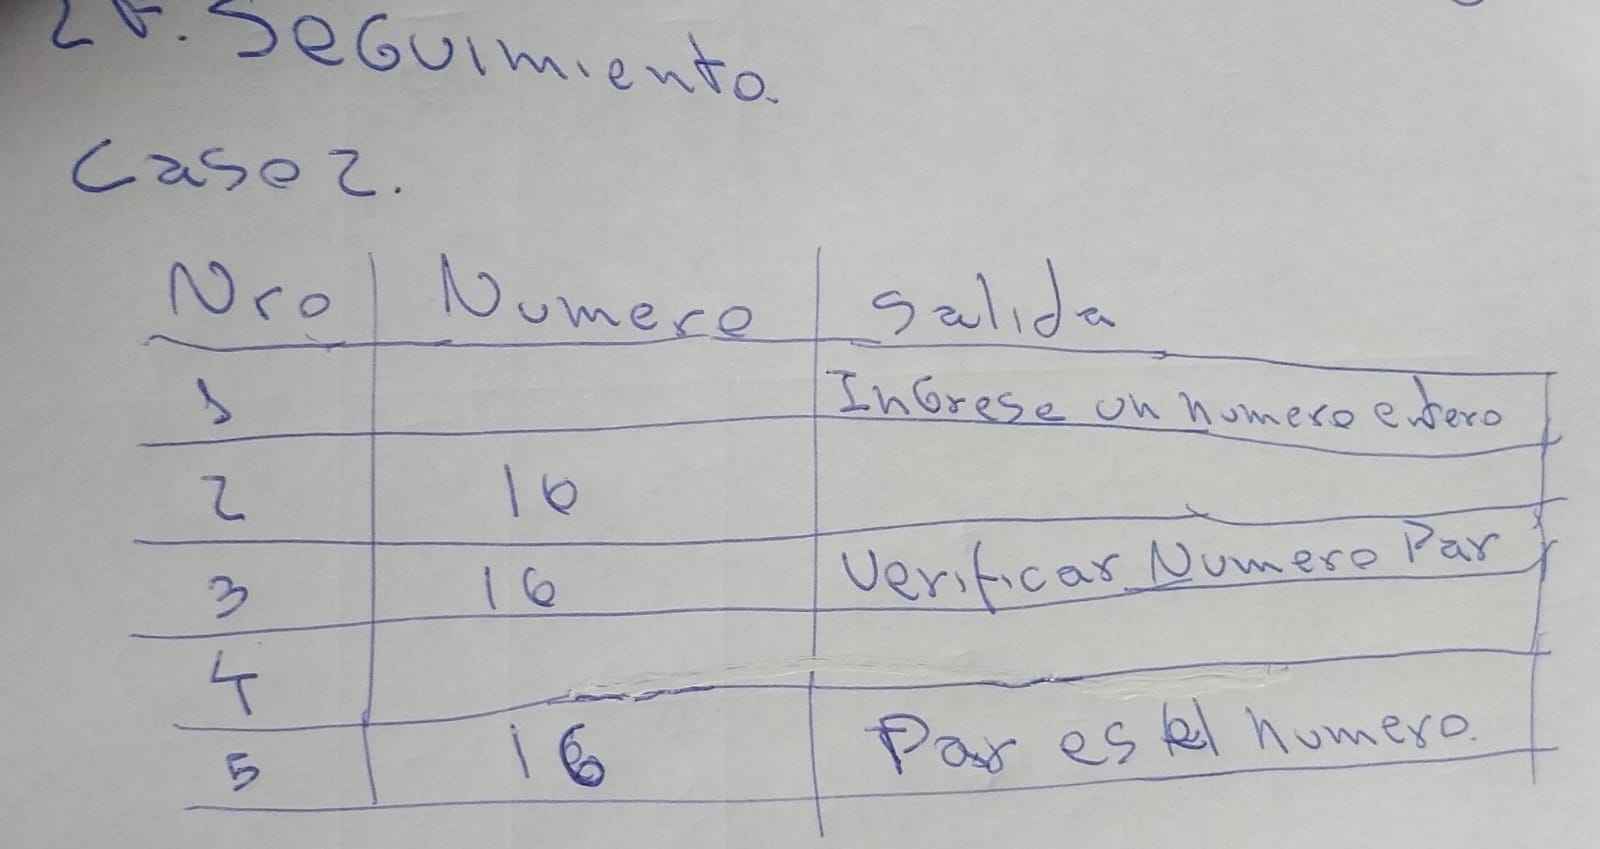 Seguimiento.
Caso 2.
Nro Numero Salida
1 Ingrese un numero entero
2 16
3 16 Verificar Numero Par
4
5 16 Par es el numero.